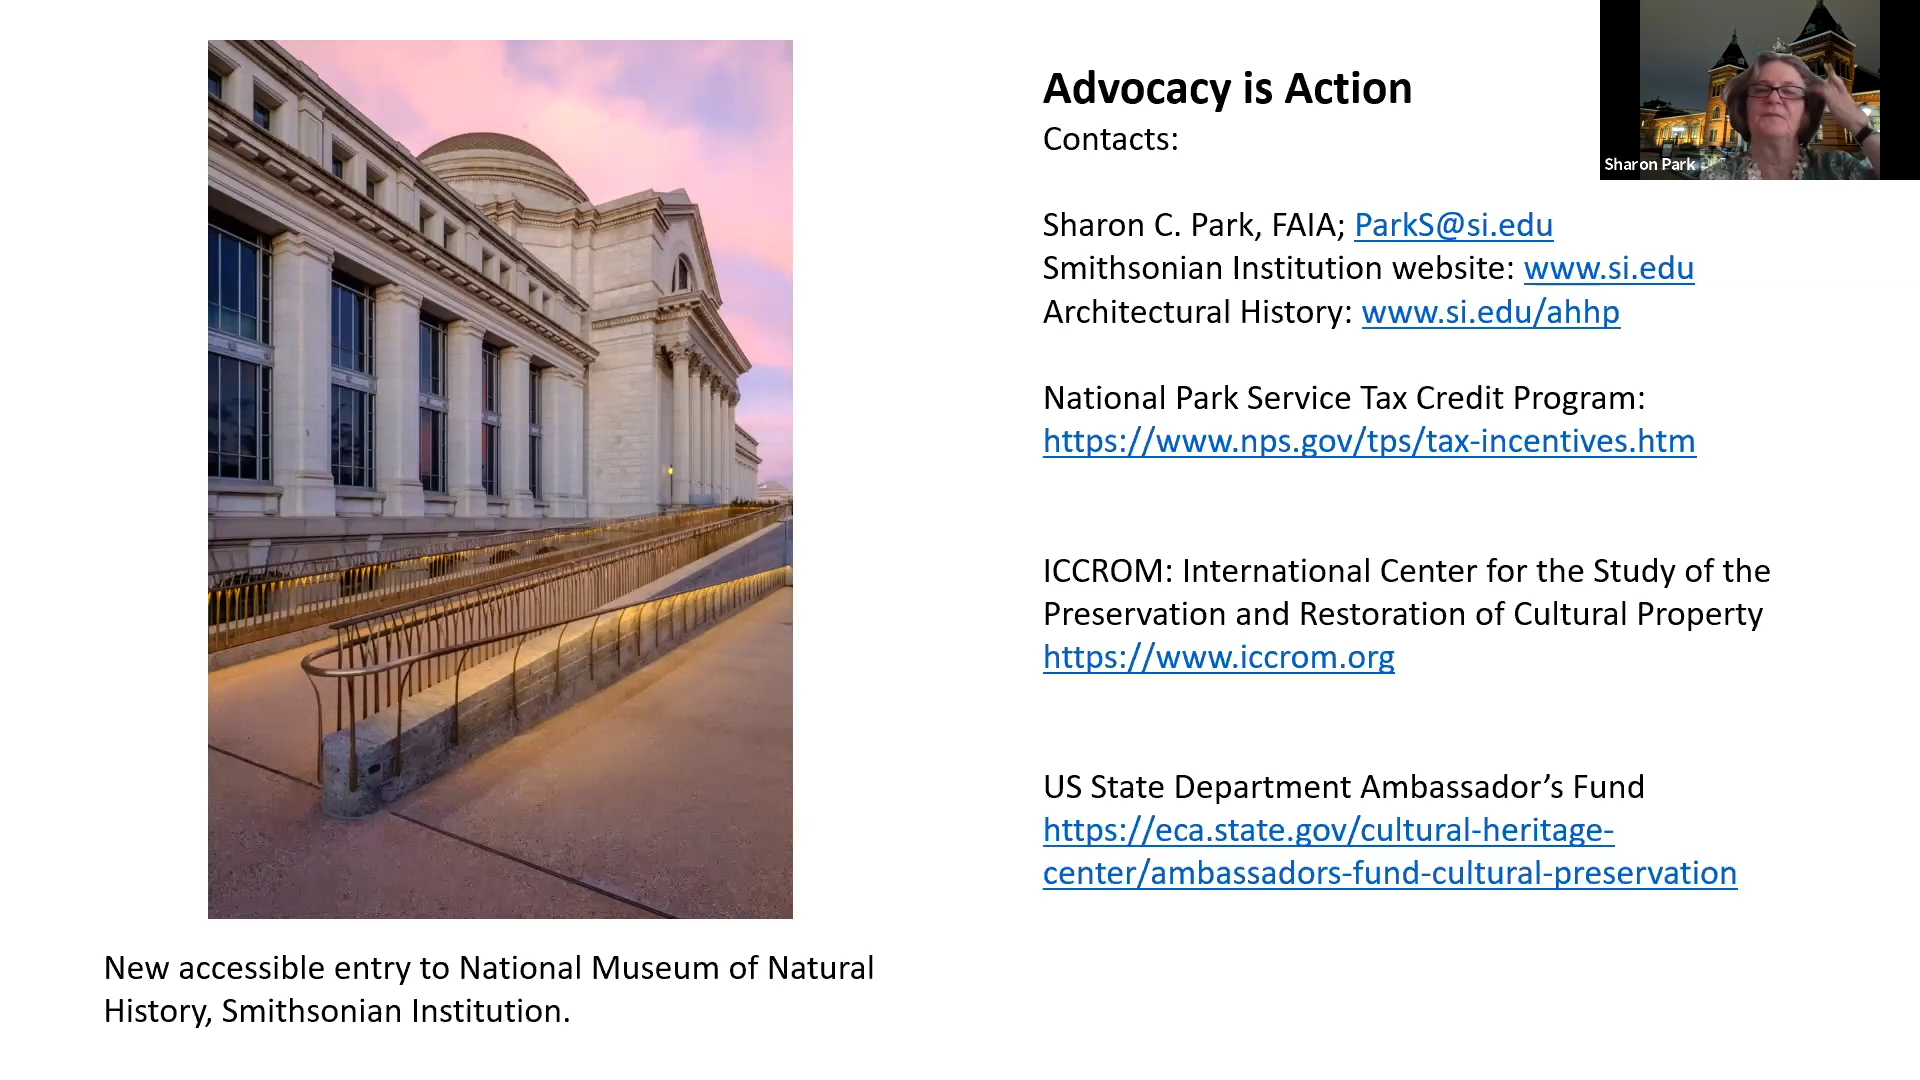 Advocacy is Action
Contacts:
Sharon Park
Sharon C. Park, FAIA; ParkS@si.edu
Smithsonian Institution website: www.si.edu
Architectural History: www.si.edu/ahhp
National Park Service Tax Credit Program:
https://www.nps.gov/tps/tax-incentives.htm
ICCROM: International Center for the Study of the
Preservation and Restoration of Cultural Property
https://www.iccrom.org
US State Department Ambassador’s Fund
https://eca.state.gov/cultural-heritage-
center/ambassadors-fund-cultural-preservation
New accessible entry to National Museum of Natural
History, Smithsonian Institution.